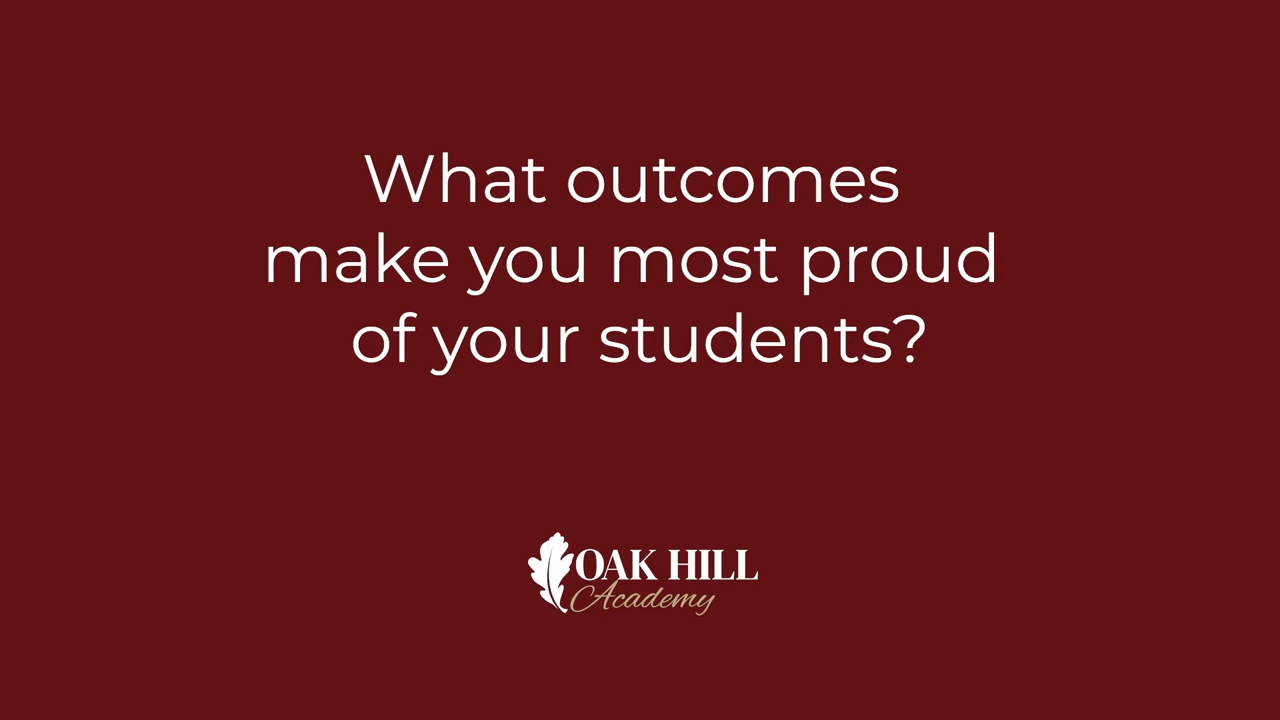 What outcomes
make you most proud
of your students?
OAK HILL
Academy